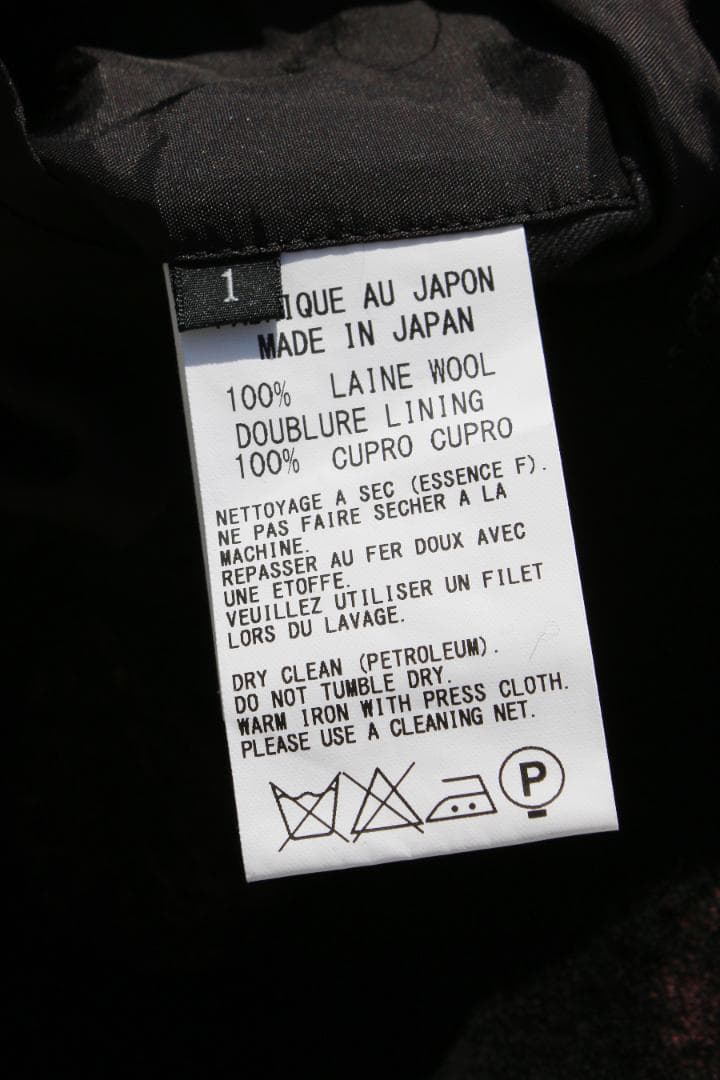 1
AU JAPON
MADE IN JAPAN
100% LAINE WOOL
DOUBLURE LINING
100% CUPRO CUPRO
NETTOYAGE A SEC (ESSENCE F).
NE PAS FAIRE SECHER A LA
MACHINE.
REPASSER AU FER DOUX AVEC
UNE ETOFFE.
VEUILLEZ UTILISER UN FILET
LORS DU LAVAGE.
DRY CLEAN (PETROLEUM).
DO NOT TUMBLE DRY.
WARM IRON WITH PRESS CLOTH.
PLEASE USE A CLEANING NET.
P